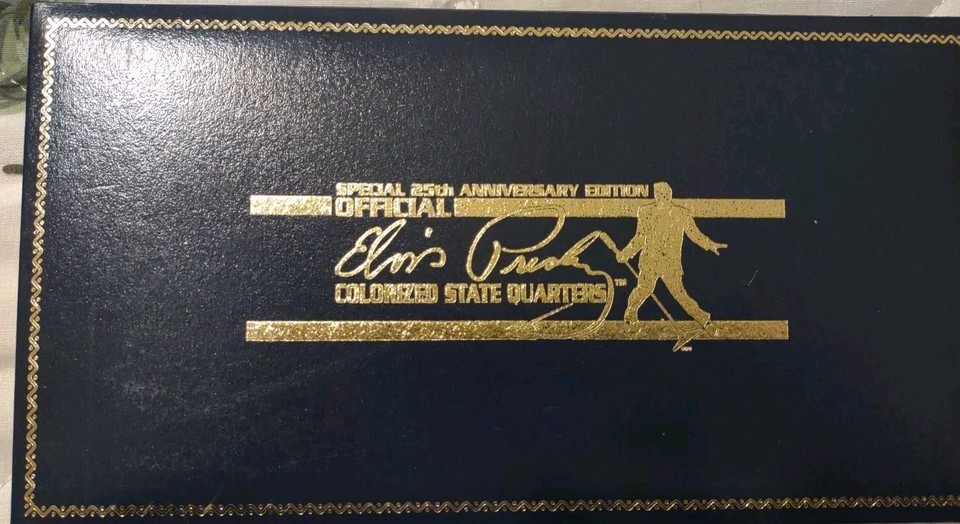 SPECIAL 25th ANNIVERSARY EDITION
OFFICIAL
Elvis Presley
COLORIZED STATE QUARTERS™